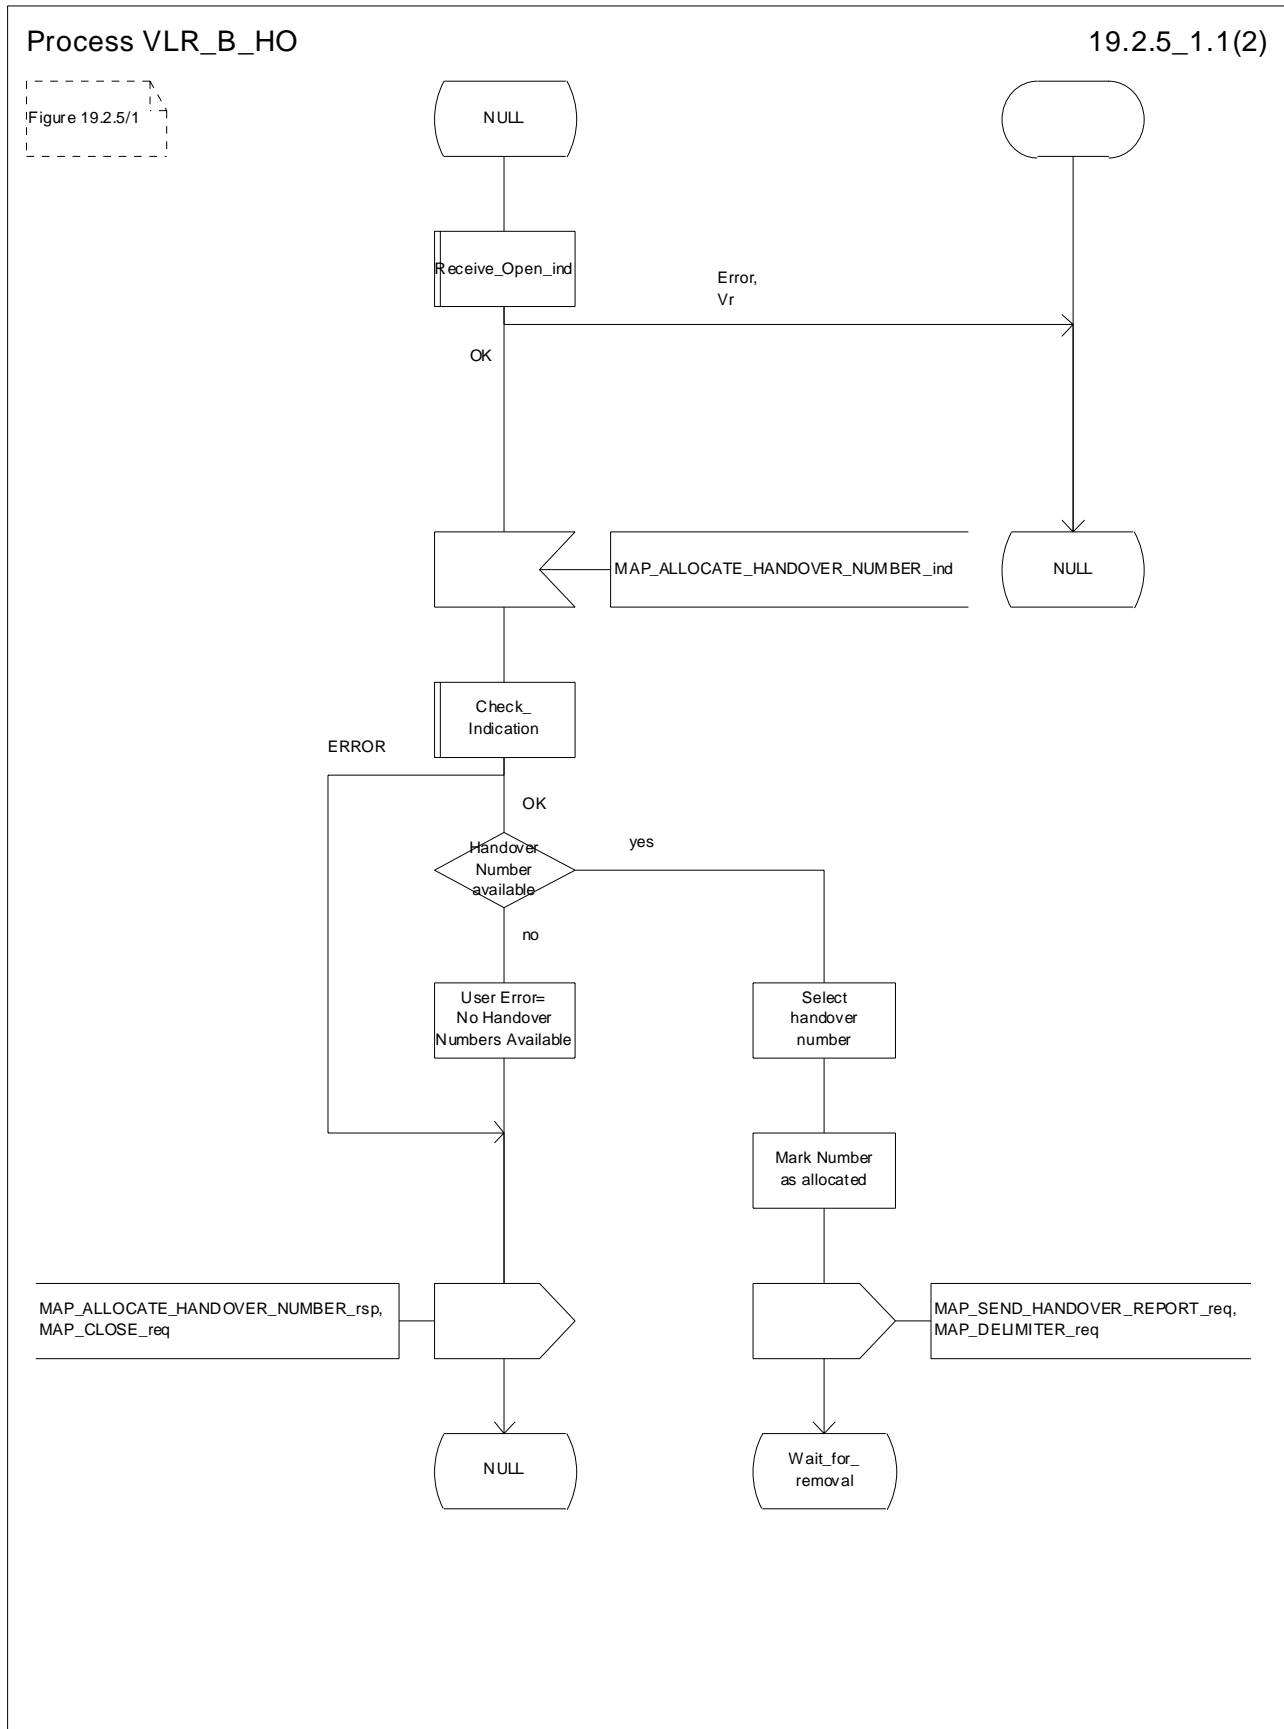 Process VLR_B_HO
19.2.5_1.1(2)
Figure 19.2.5/1
NULL
Receive_Open_ind
Error,
Vr
OK
MAP_ALLOCATE_HANDOVER_NUMBER_ind
NULL
Check_
Indication
ERROR
OK
Handover
Number
available
yes
no
User Error=
No Handover
Numbers Available
Select
handover
number
Mark Number
as allocated
MAP_ALLOCATE_HANDOVER_NUMBER_rsp,
MAP_CLOSE_req
MAP_SEND_HANDOVER_REPORT_req,
MAP_DELIMITER_req
NULL
Wait_for_
removal